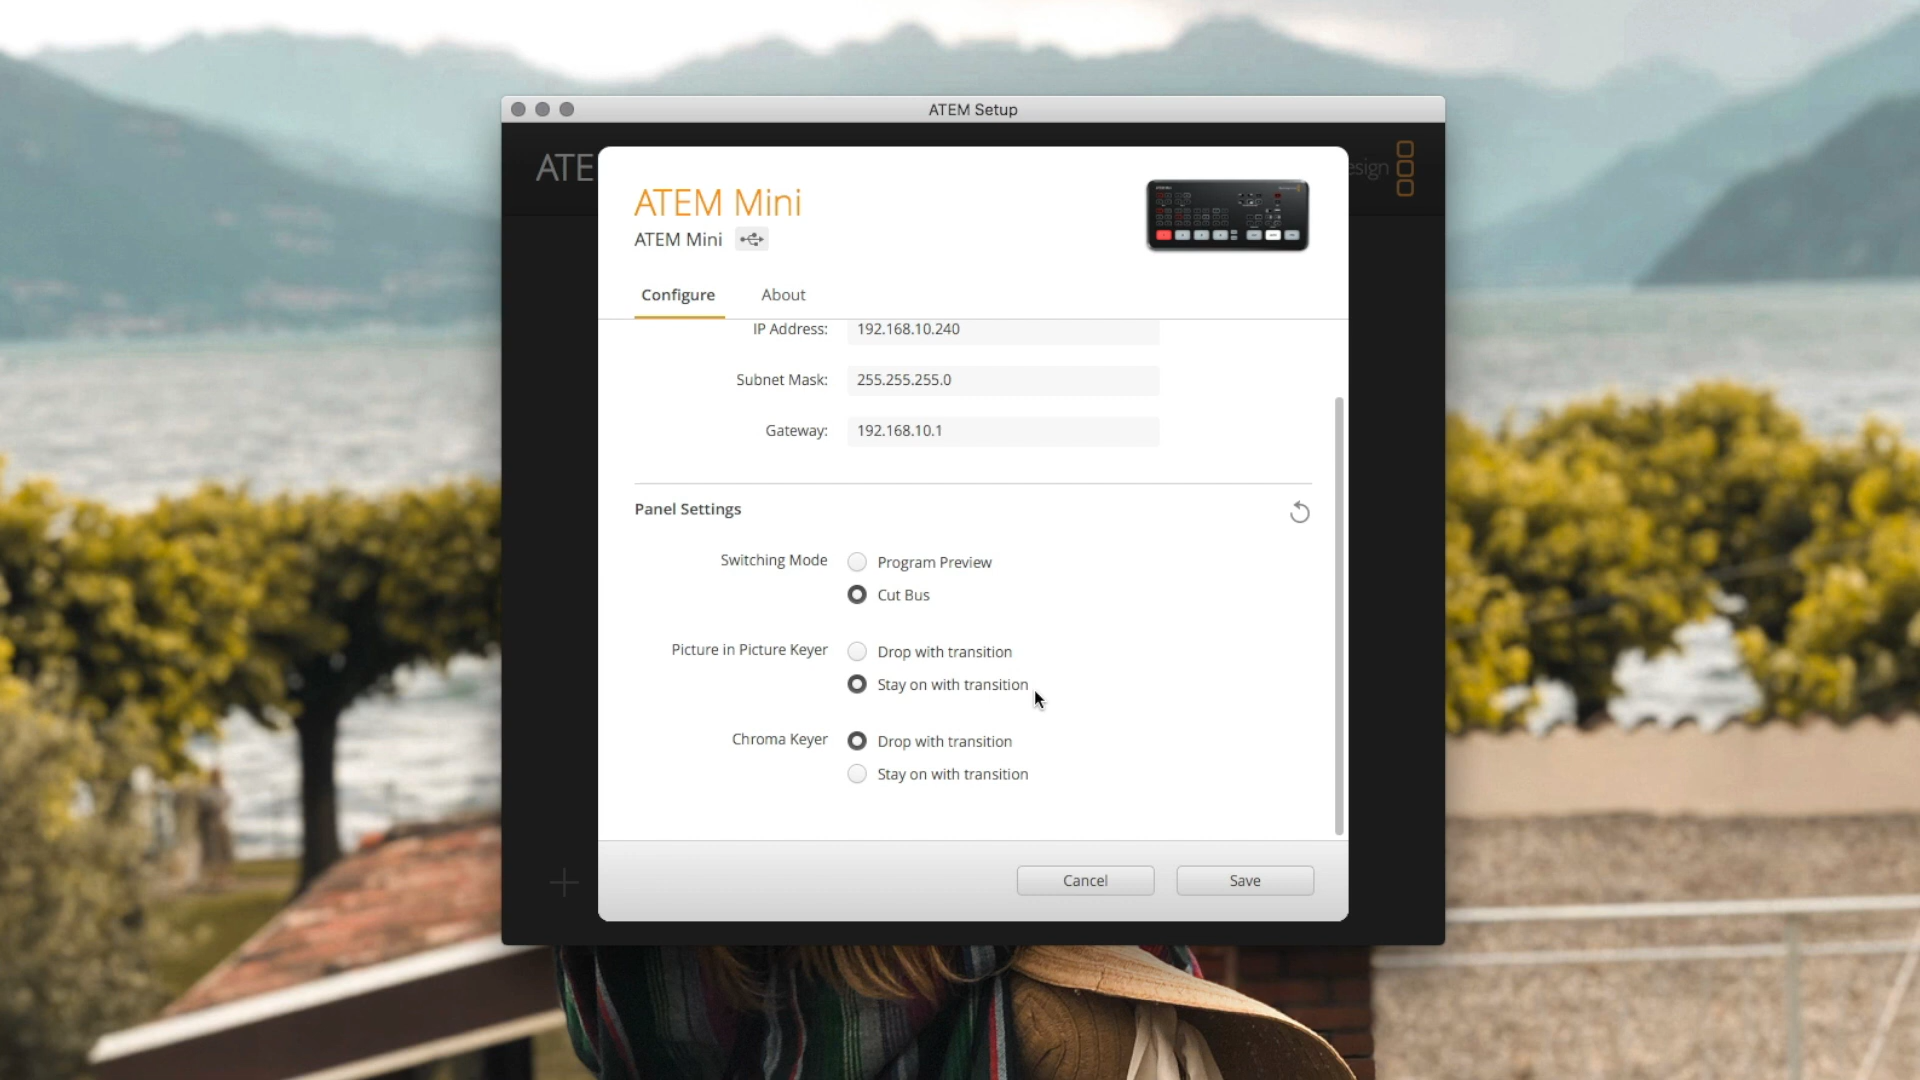 ATEM Setup
ATE
esign
ATEM Mini
ATEM Mini
Configure
About
IP Address:
192.168.10.240
Subnet Mask:
255.255.255.0
Gateway:
192.168.10.1
Panel Settings
Switching Mode
Program Preview
Cut Bus
Picture in Picture Keyer
Drop with transition
Stay on with transition
Chroma Keyer
Drop with transition
Stay on with transition
Cancel
Save